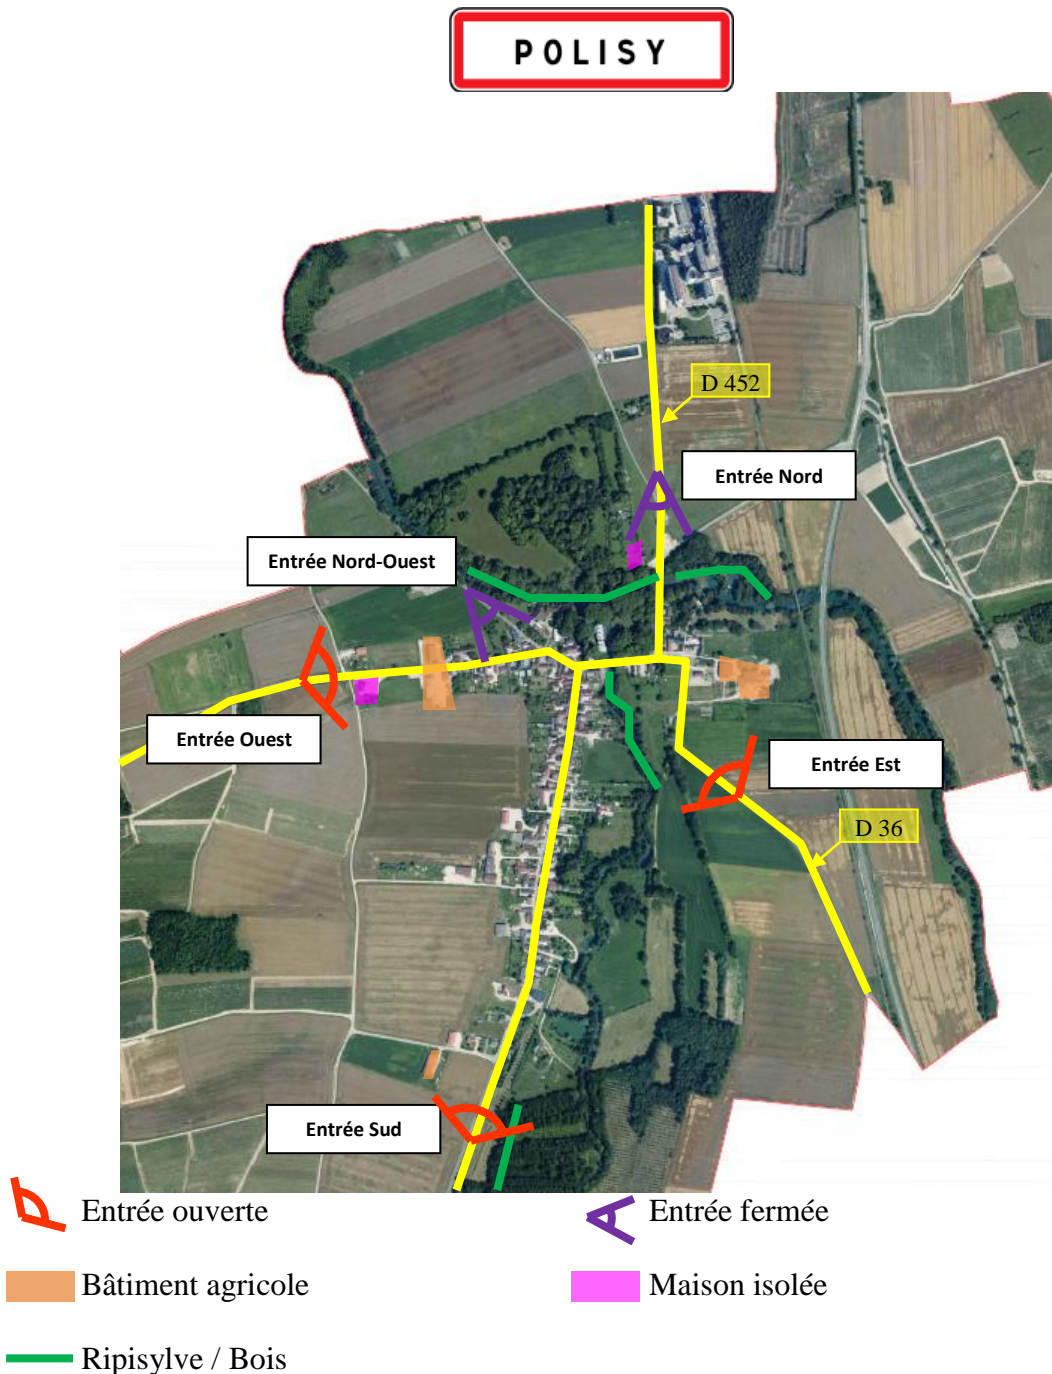 POLISY
D 452
Entrée Nord
Entrée Nord-Ouest
Entrée Ouest
Entrée Est
D 36
Entrée Sud
Entrée ouverte
Entrée fermée
Bâtiment agricole
Maison isolée
Ripisylve / Bois